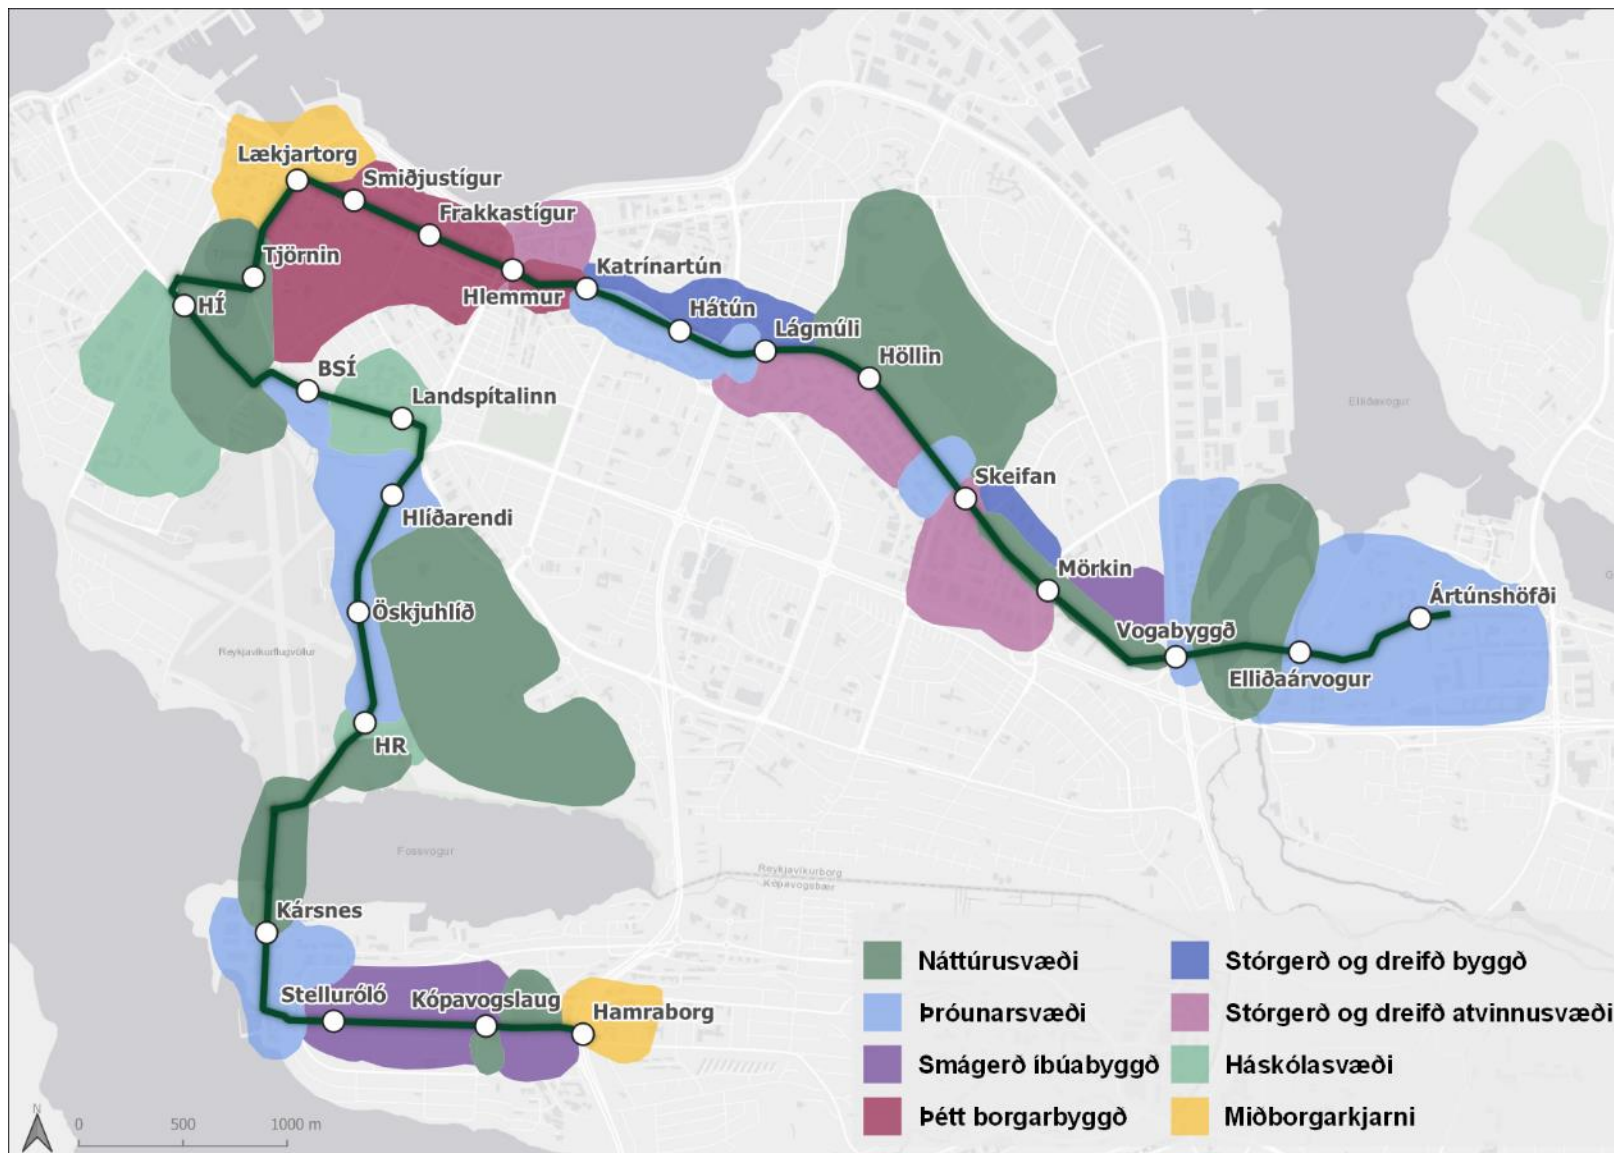 Lækjartorg
Smiðjustígur
Frakkastígur
Tjörnin
Katrínartún
HÍ
Hlemmur
Hátún
Lágmúli
Höllin
BSÍ
Landspítalinn
Elliðavogur
Skeifan
Hlíðarendi
Mörkin
Öskjuhlíð
Ártúnshöfði
Vogabyggð
Reykjavíkurflugvöllur
Elliðaárvogur
HR
Fossvogur
Reykjavíkurborg
Kópavogsbær
Kársnes
Stelluróló
Kópavogslaug
Hamraborg
Náttúrusvæði
Þróunarsvæði
Smágerð íbúabyggð
Þétt borgarbyggð
Stórgerð og dreifð byggð
Stórgerð og dreifð atvinnusvæði
Háskólasvæði
Miðborgarkjarni
N
0 500 1000 m